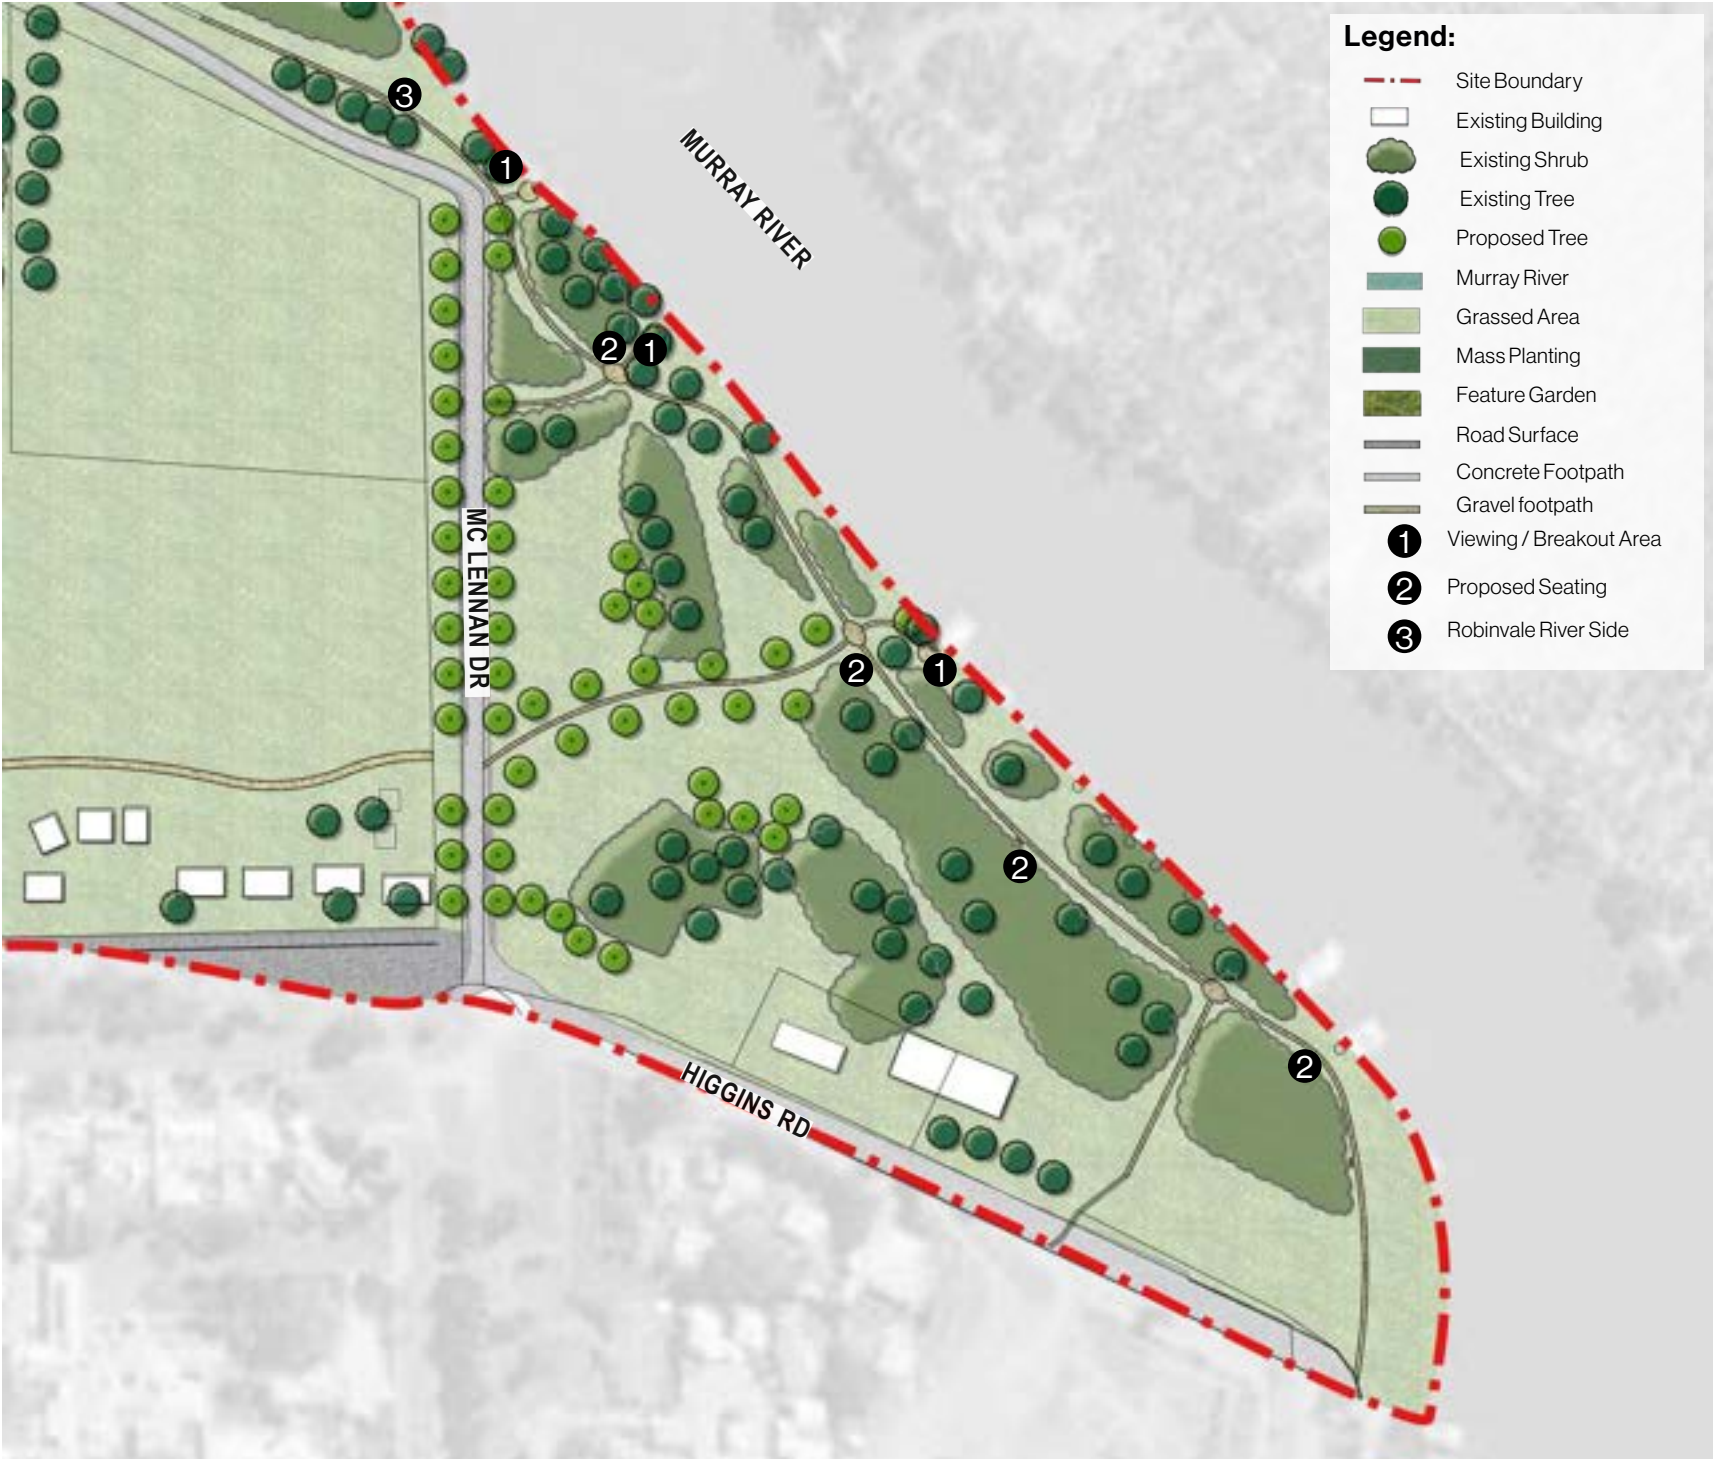 Legend:
Site Boundary
Existing Building
Existing Shrub
Existing Tree
Proposed Tree
Murray River
Grassed Area
Mass Planting
Feature Garden
Road Surface
Concrete Footpath
Gravel footpath
1 Viewing / Breakout Area
2 Proposed Seating
3 Robinvale River Side
3
1
MURRAY RIVER
2 1
MC LENNAN DR
2 1
2
2
HIGGINS RD